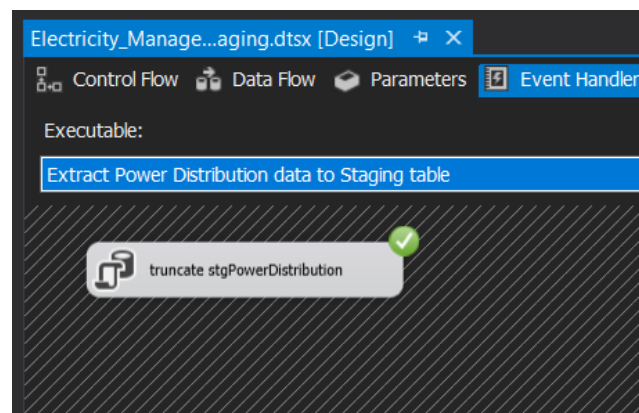 Electricity_Manage...aging.dtsx [Design]
Control Flow Data Flow Parameters Event Handler
Executable:
Extract Power Distribution data to Staging table
truncate stgPowerDistribution